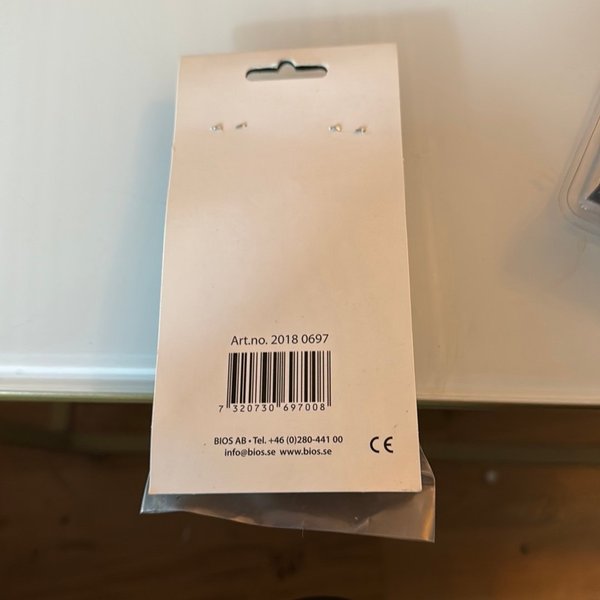 Art.no. 2018 0697
7 320730 697008
BIOS AB • Tel. +46 (0)280-441 00
info@bios.se www.bios.se
CE